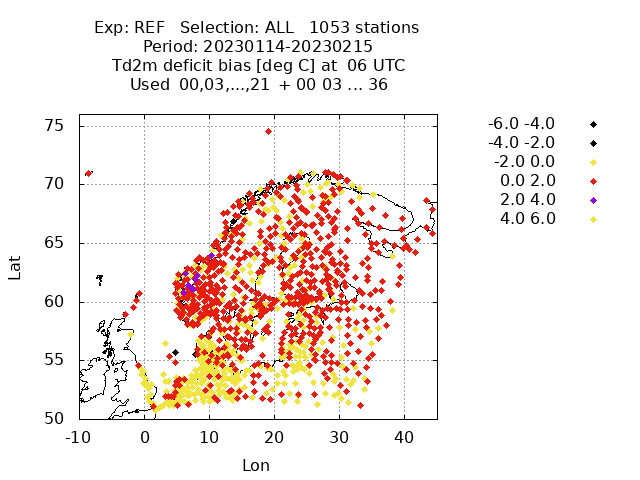 Exp: REF   Selection: ALL   1053 stations
Period: 20230114-20230215
Td2m deficit bias [deg C] at  06 UTC
Used  00,03,...,21  + 00 03 ... 36
-6.0 -4.0
-4.0 -2.0
-2.0 0.0
0.0 2.0
2.0 4.0
4.0 6.0
75
70
65
60
55
50
Lat
-10 0 10 20 30 40
Lon